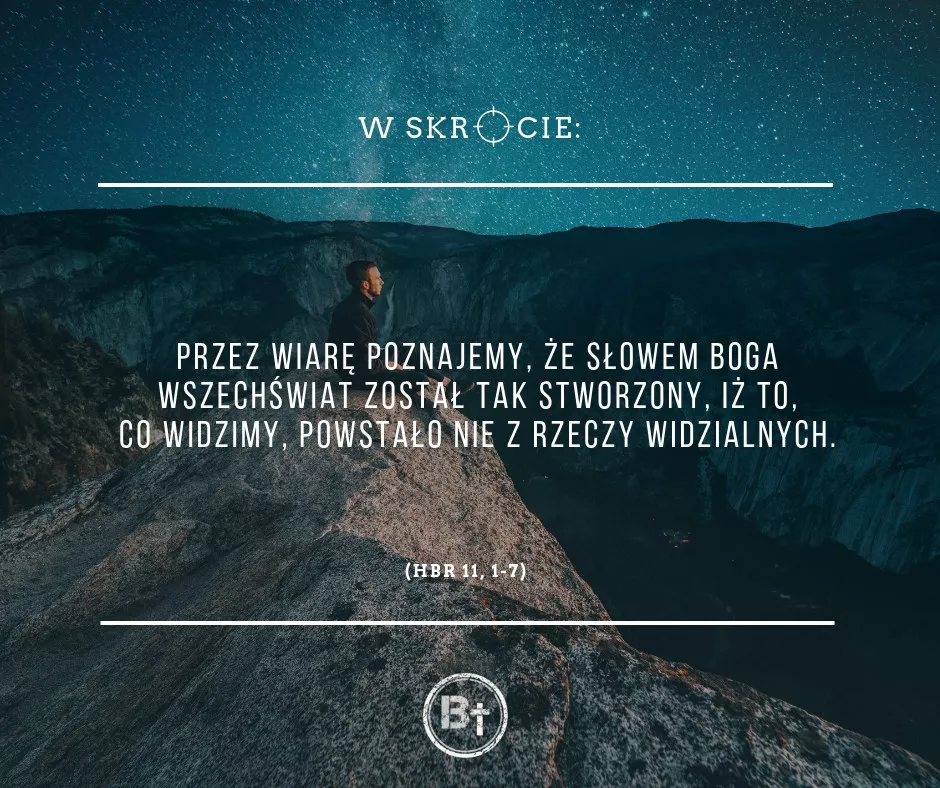 W SKRÓCIE:
PRZEZ WIARĘ POZNAJEMY, ŻE SŁOWEM BOGA
WSZECHŚWIAT ZOSTAŁ TAK STWORZONY, IŻ TO,
CO WIDZIMY, POWSTAŁO NIE Z RZECZY WIDZIALNYCH.
(HBR 11, 1-7)
B†